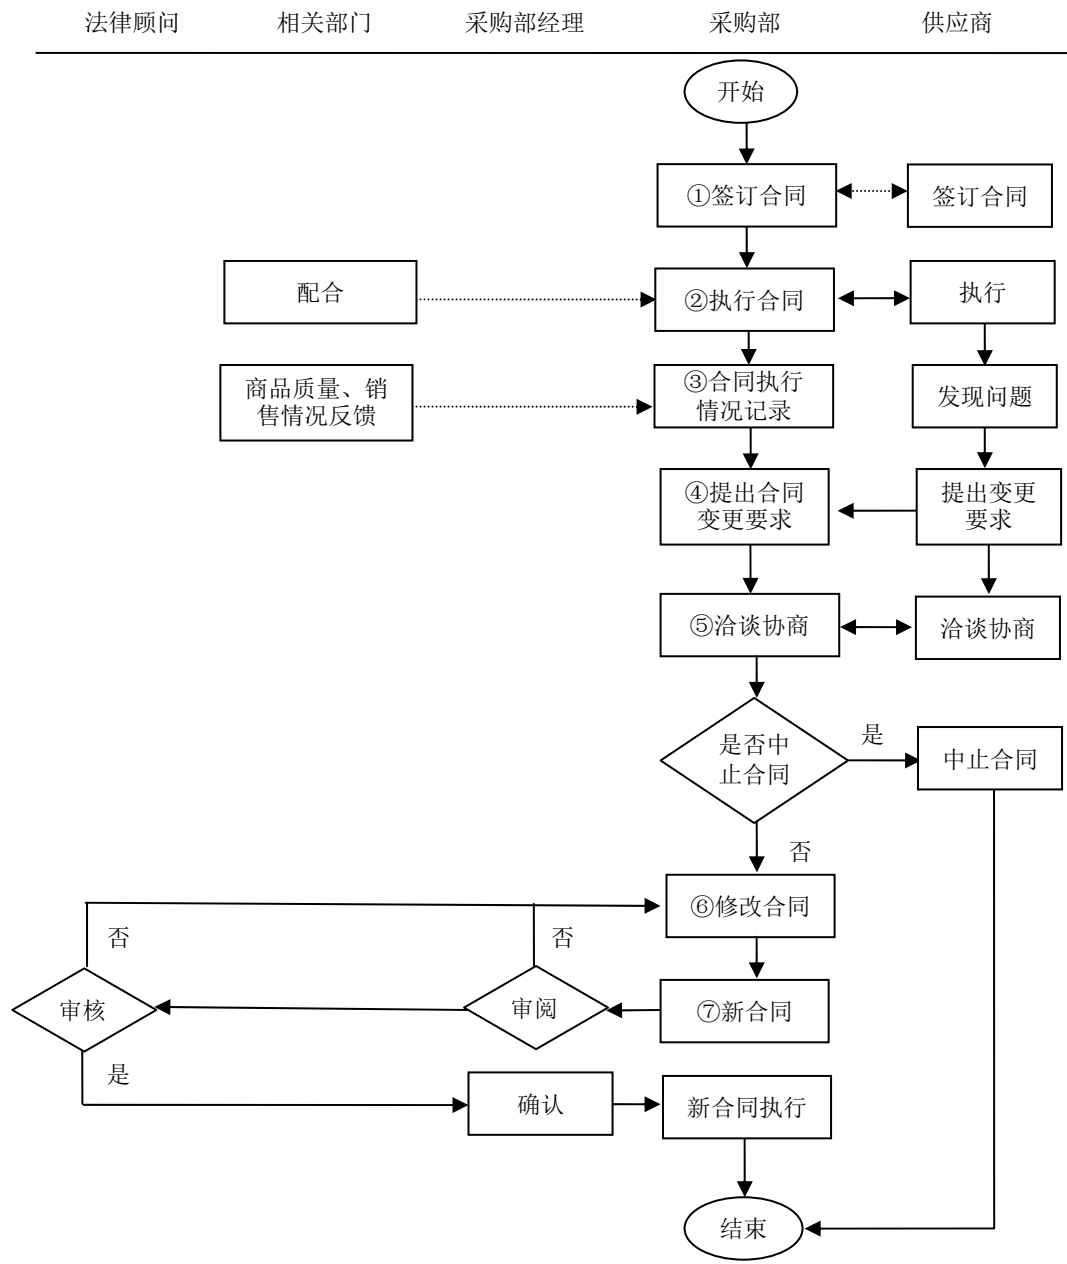 法律顾问 相关部门 采购部经理 采购部 供应商
开始
①签订合同 签订合同
配合 ②执行合同 执行
商品质量、销
售情况反馈
③合同执行
情况记录
发现问题
④提出合同
变更要求
提出变更
要求
⑤洽谈协商 洽谈协商
是否中
止合同
是
中止合同
否
⑥修改合同
否 否
审核 审阅 ⑦新合同
是
确认 新合同执行
结束